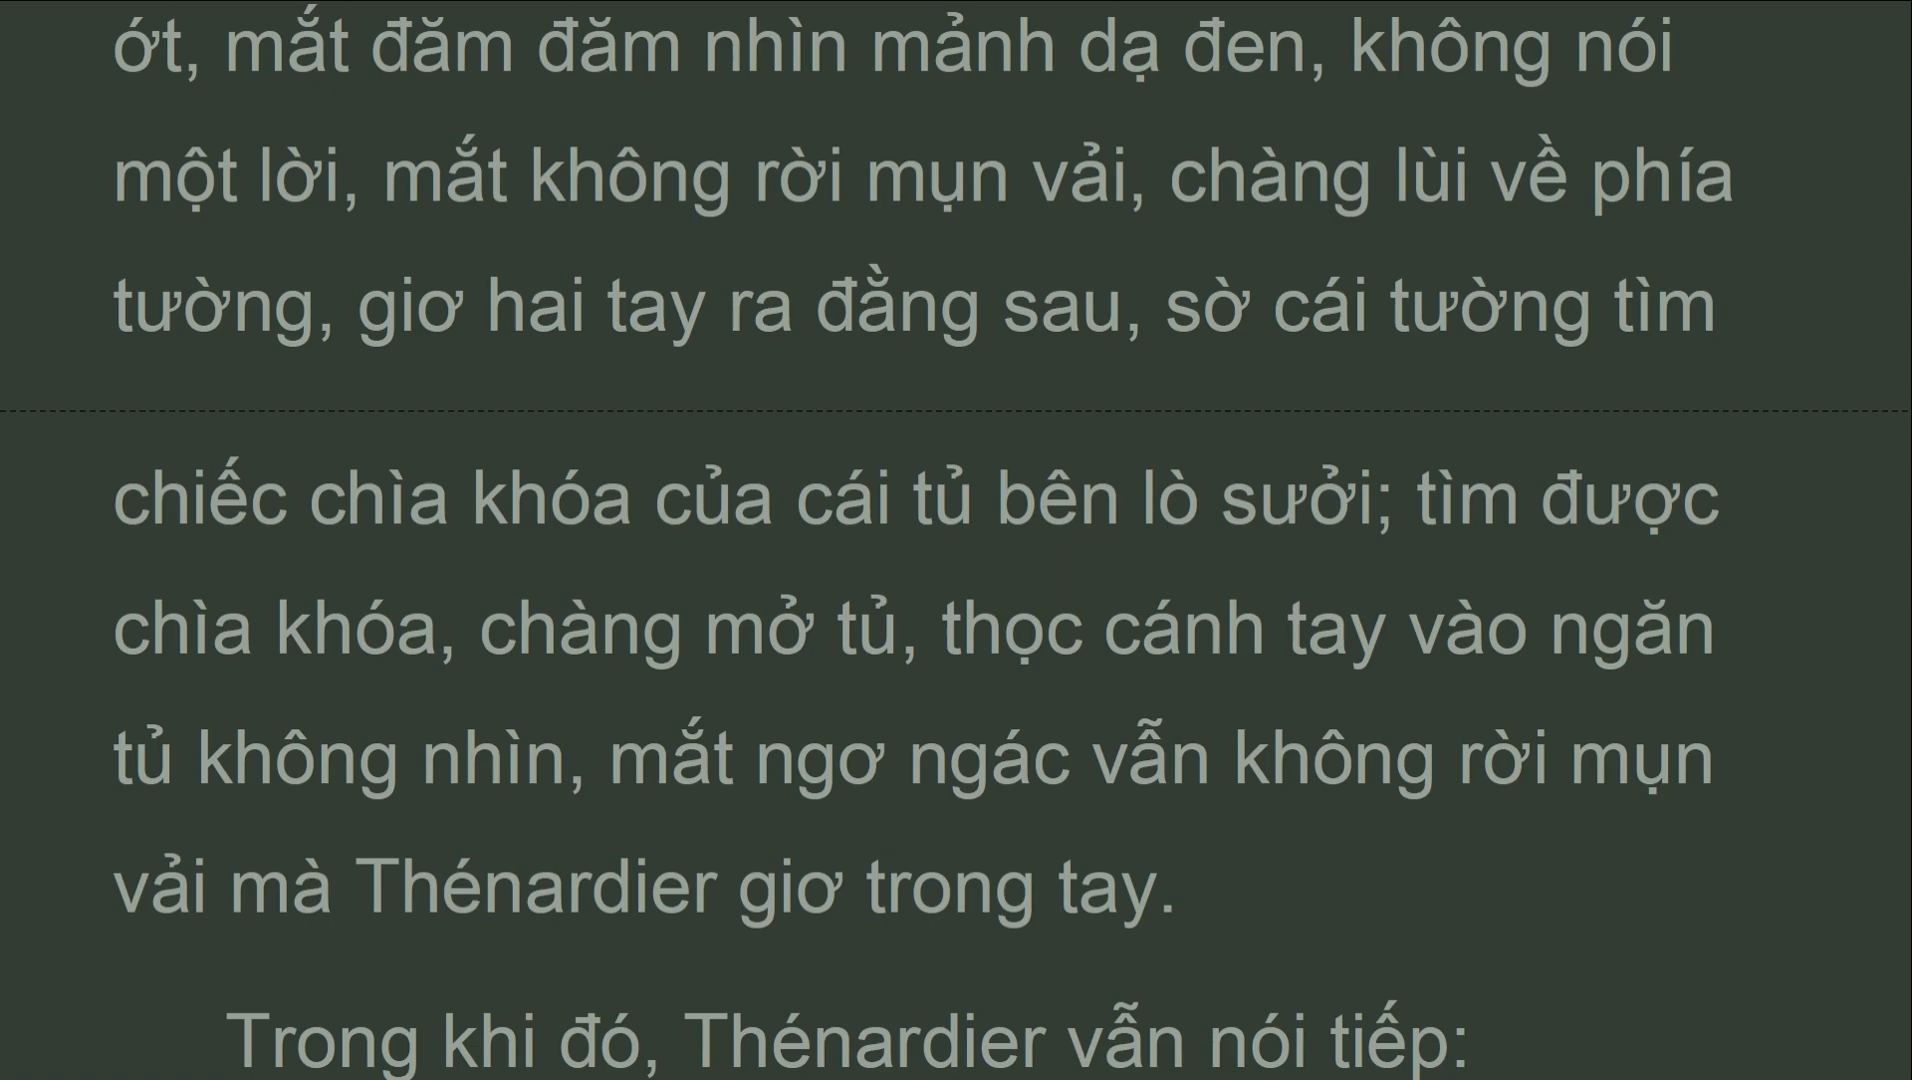 ớt, mắt đăm đăm nhìn mảnh dạ đen, không nói
một lời, mắt không rời mụn vải, chàng lùi về phía
tường, giơ hai tay ra đằng sau, sờ cái tường tìm
chiếc chìa khóa của cái tủ bên lò sưởi; tìm được
chìa khóa, chàng mở tủ, thọc cánh tay vào ngăn
tủ không nhìn, mắt ngơ ngác vẫn không rời mụn
vải mà Thénardier giơ trong tay.
Trong khi đó, Thénardier vẫn nói tiếp: